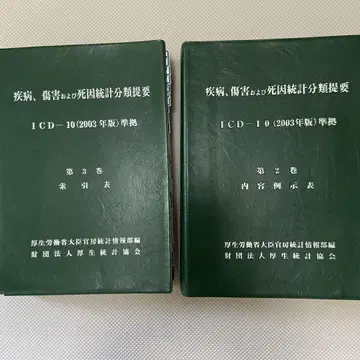 疾病、傷害および死因統計分類提要
ICD-10(2003年版)準拠
第3巻
索引表
厚生労働省大臣官房統計情報部編
財団法人厚生統計協会
疾病、傷害および死因統計分類提要
ICD-10(2003年版)準拠
第2巻
内容例示表
厚生労働省大臣官房統計情報部編
財団法人厚生統計協会